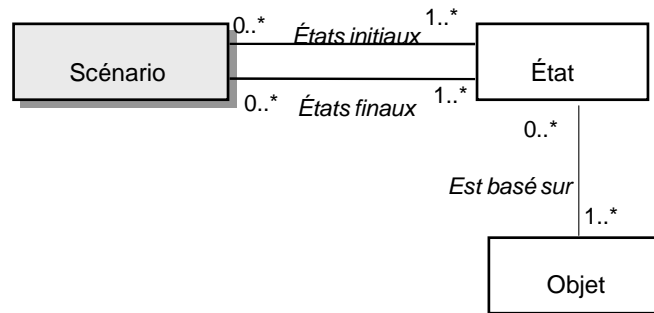 0..*
États initiaux
1..*
Scénario
État
0..*
États finaux
1..*
0..*
Est basé sur
1..*
Objet